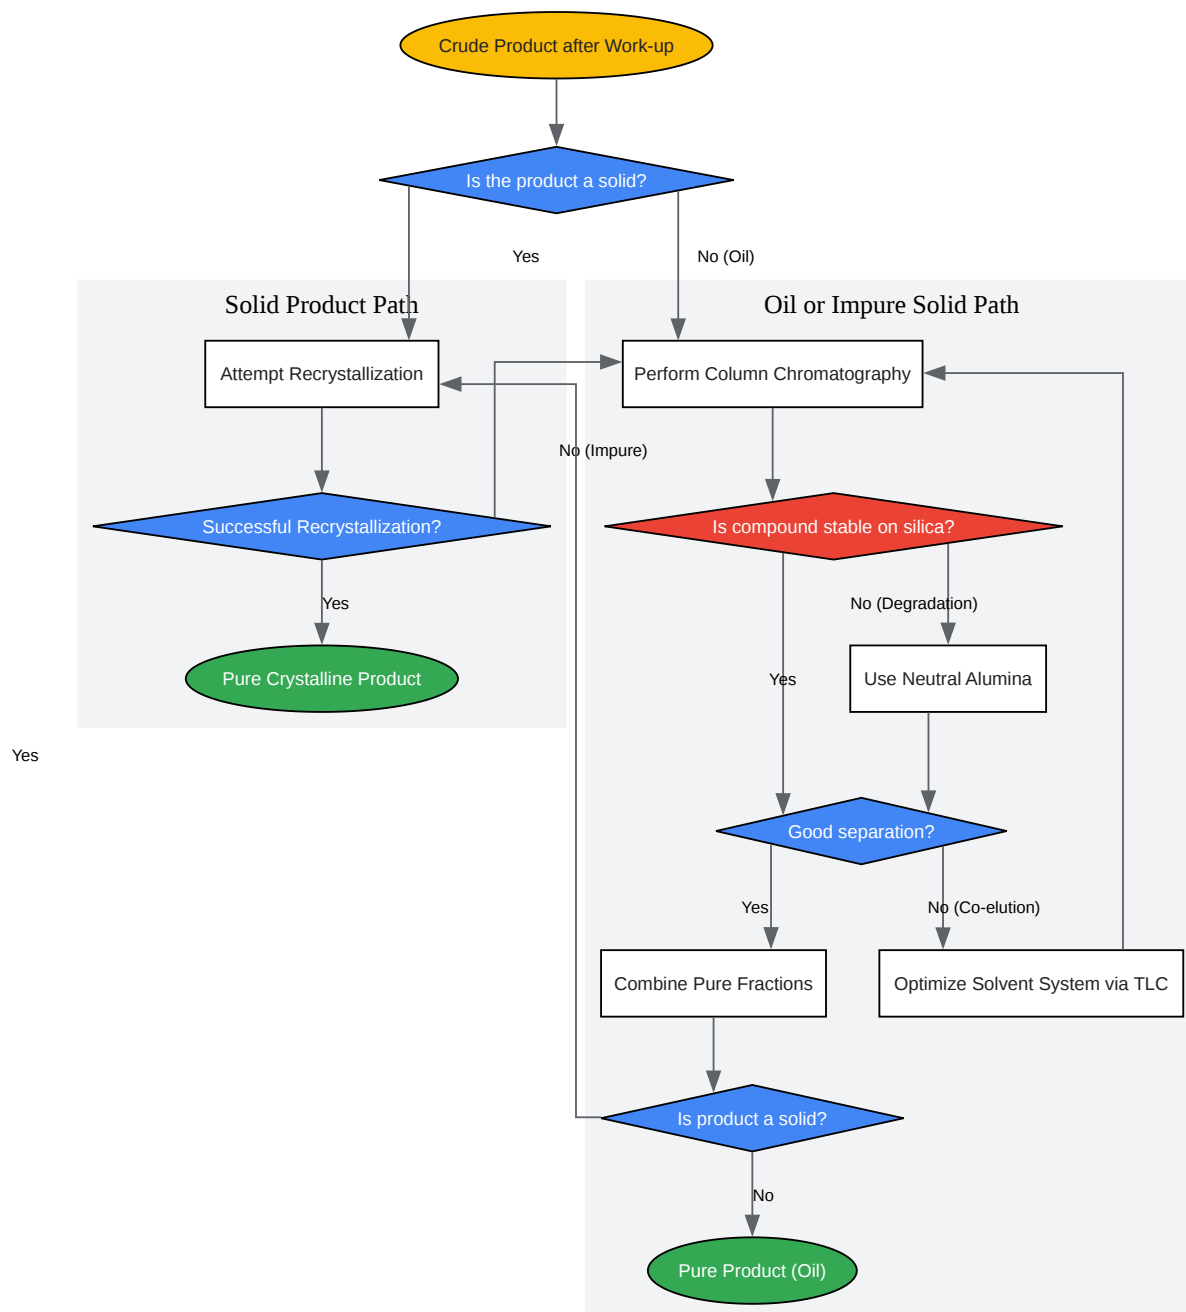 Crude Product after Work-up
Is the product a solid?
Yes
No (Oil)
Solid Product Path
Oil or Impure Solid Path
Attempt Recrystallization
Perform Column Chromatography
No (Impure)
Successful Recrystallization?
Is compound stable on silica?
Yes
No (Degradation)
Pure Crystalline Product
Yes
Use Neutral Alumina
Yes
Good separation?
Yes
No (Co-elution)
Combine Pure Fractions
Optimize Solvent System via TLC
Is product a solid?
No
Pure Product (Oil)